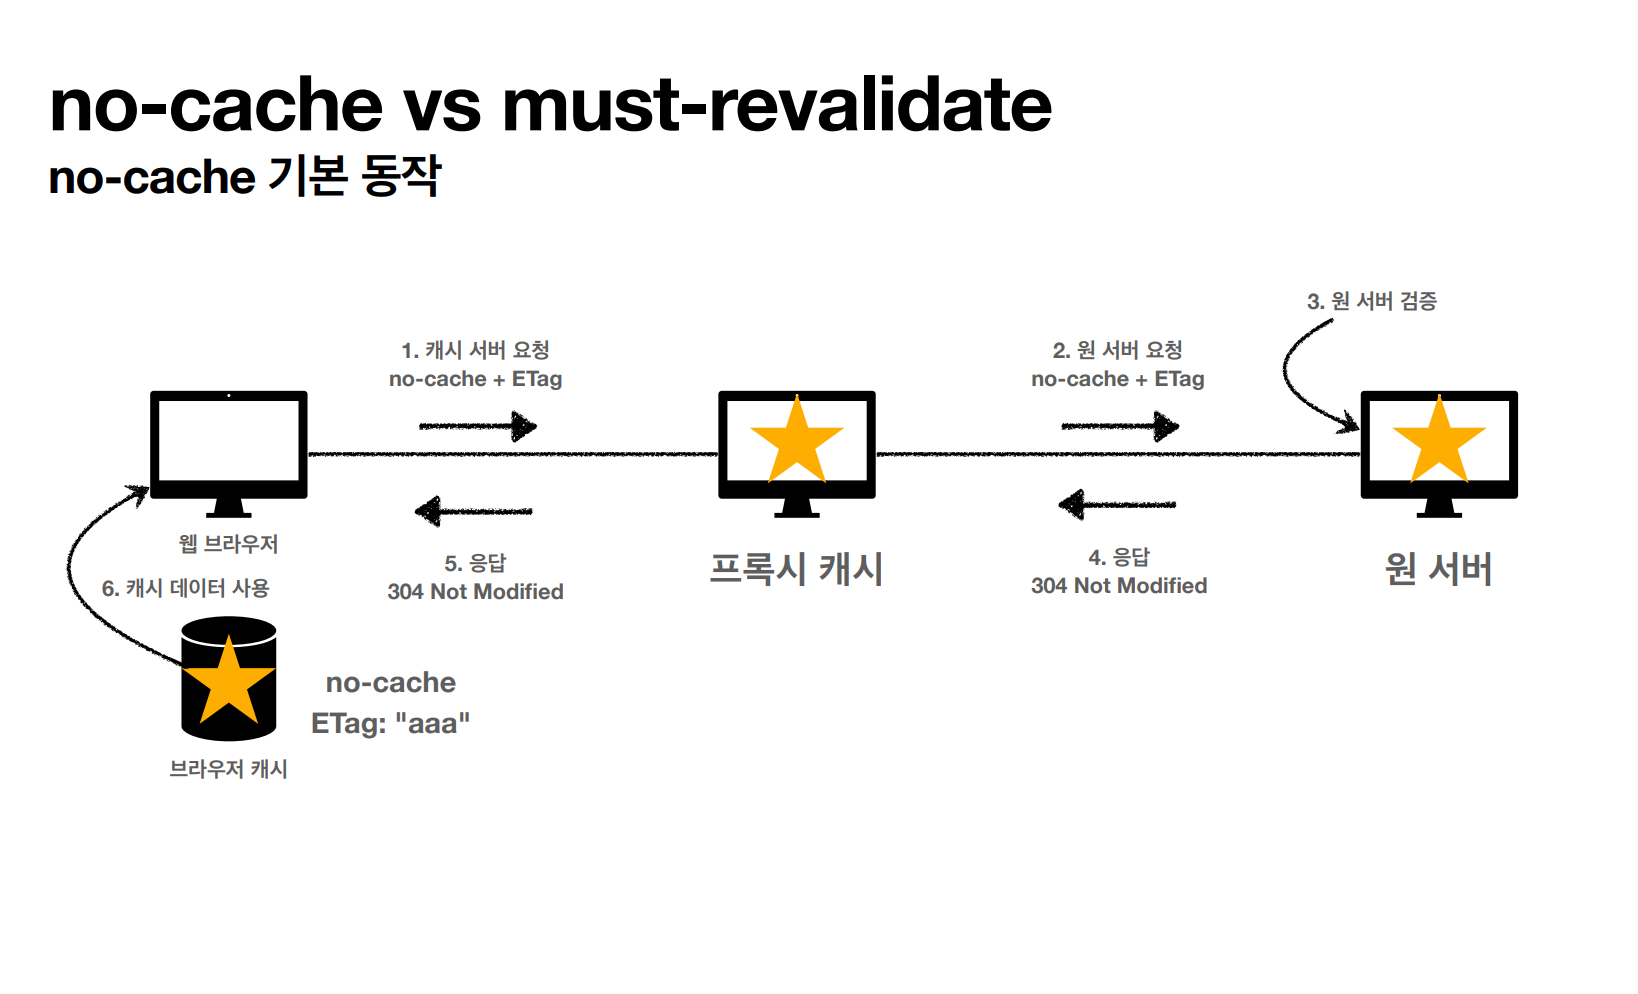 no-cache vs must-revalidate
no-cache 기본 동작
3. 원 서버 검증
1. 캐시 서버 요청
no-cache + ETag
2. 원 서버 요청
no-cache + ETag
웹 브라우저
5. 응답
304 Not Modified
프록시 캐시
4. 응답
304 Not Modified
원 서버
6. 캐시 데이터 사용
no-cache
ETag: "aaa"
브라우저 캐시